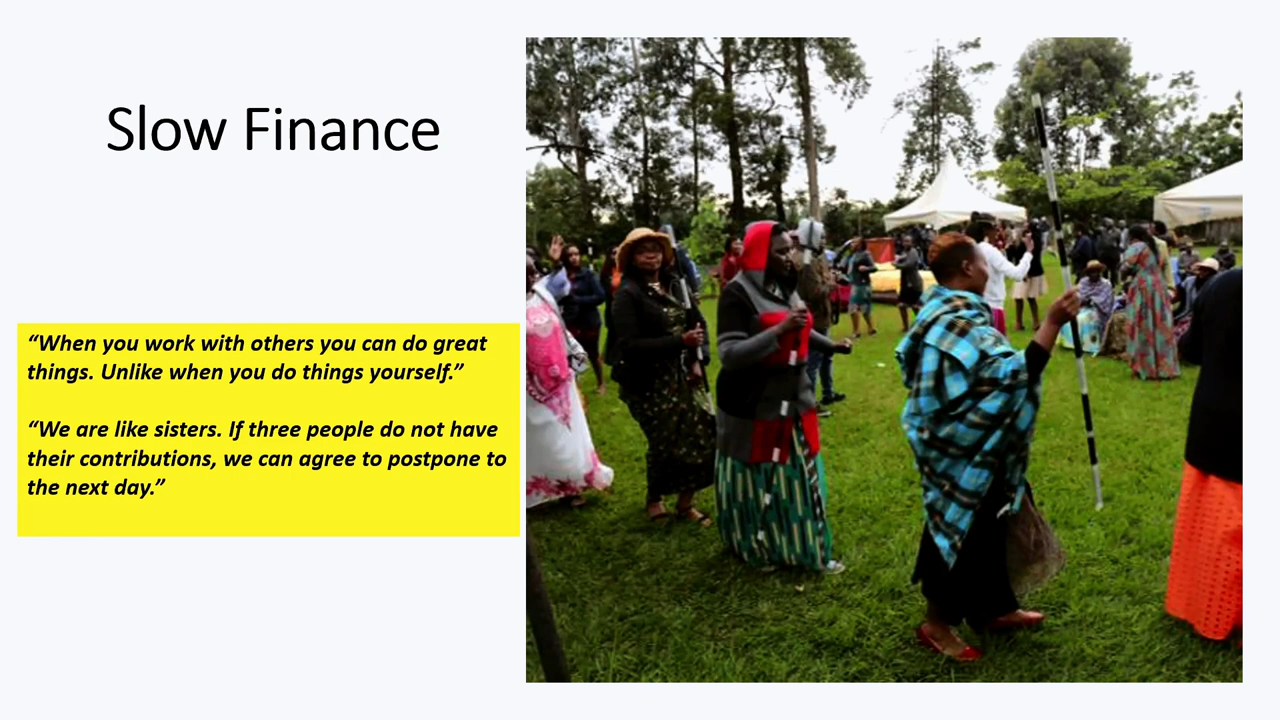 Slow Finance
“When you work with others you can do great
things. Unlike when you do things yourself.”
“We are like sisters. If three people do not have
their contributions, we can agree to postpone to
the next day.”